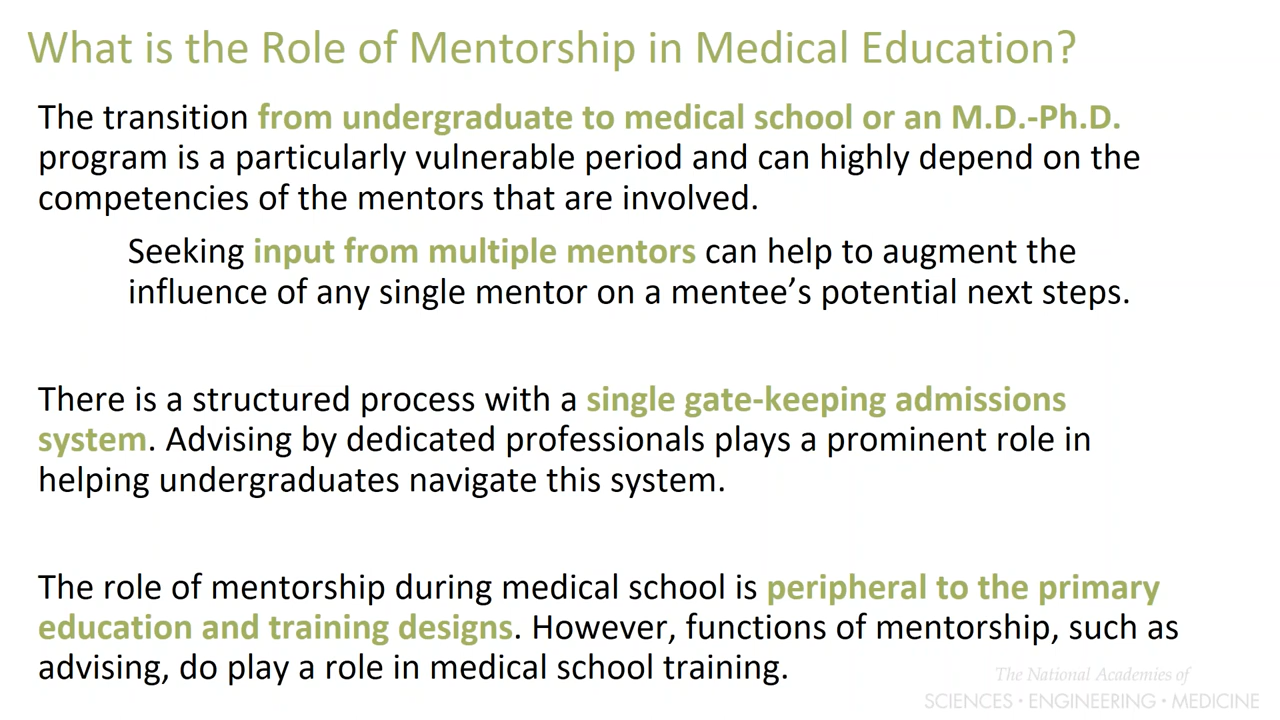 What is the Role of Mentorship in Medical Education?
The transition from undergraduate to medical school or an M.D.-Ph.D.
program is a particularly vulnerable period and can highly depend on the
competencies of the mentors that are involved.
Seeking input from multiple mentors can help to augment the
influence of any single mentor on a mentee’s potential next steps.
There is a structured process with a single gate-keeping admissions
system. Advising by dedicated professionals plays a prominent role in
helping undergraduates navigate this system.
The role of mentorship during medical school is peripheral to the primary
education and training designs. However, functions of mentorship, such as
advising, do play a role in medical school training.
The National Academies of
SCIENCES · ENGINEERING · MEDICINE